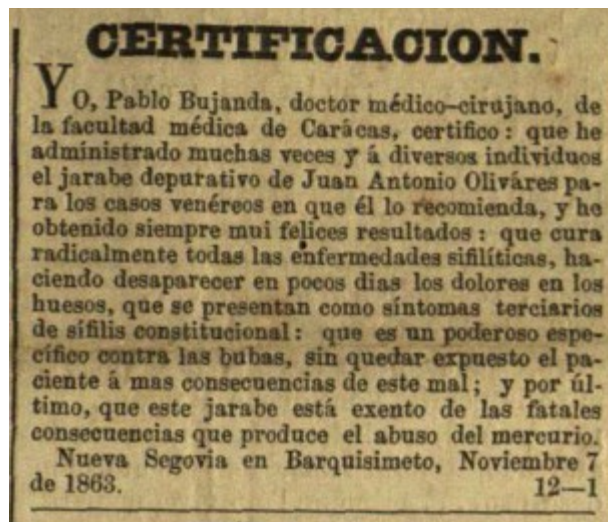 CERTIFICACION.
YO, Pablo Bujanda, doctor médico-cirujano, de
la facultad médica de Carácas, certifico: que he
administrado muchas veces y á diversos individuos
el jarabe depurativo de Juan Antonio Oliváres pa-
ra los casos venéreos en que él lo recomienda, y he
obtenido siempre mui felices resultados: que cura
radicalmente todas las enfermedades sifilíticas, ha-
ciendo desaparecer en pocos dias los dolores en los
huesos, que se presentan como síntomas terciarios
de sífilis constitucional: que es un poderoso espe-
cífico contra las bubas, sin quedar expuesto el pa-
ciente á mas consecuencias de este mal; y por úl-
timo, que este jarabe está exento de las fatales
consecuencias que produce el abuso del mercurio.
Nueva Segovia en Barquisimeto, Noviembre 7
de 1863. 12—1